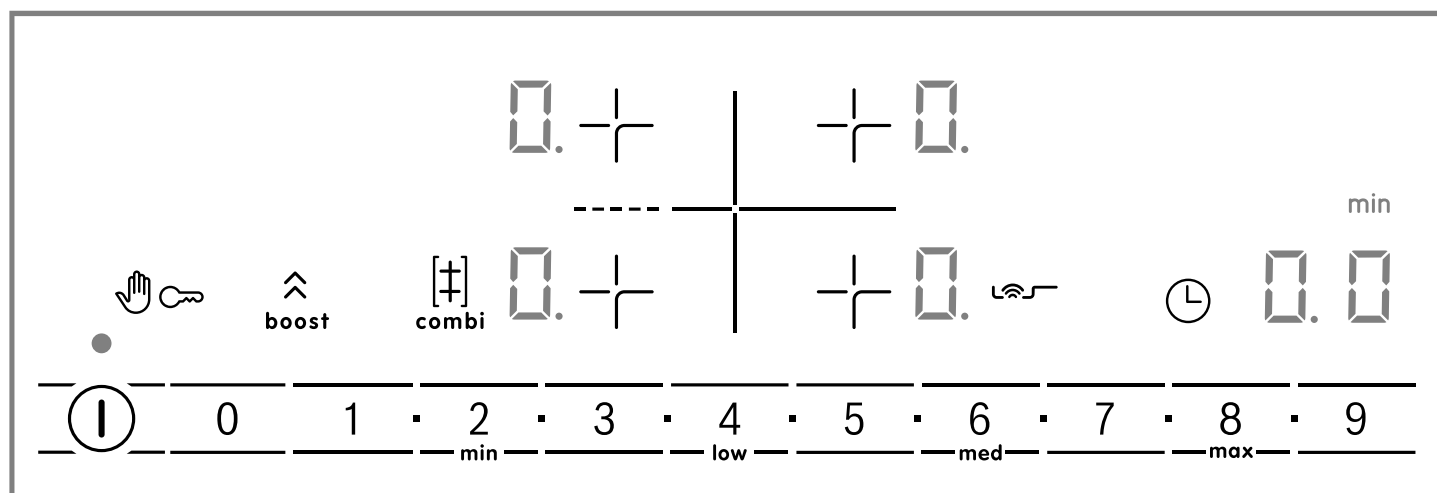 0. 0.
min
0. 0. 0. 0
boost combi
0 1 · 2 · 3 · 4 · 5 · 6 · 7 · 8 · 9
min low med max